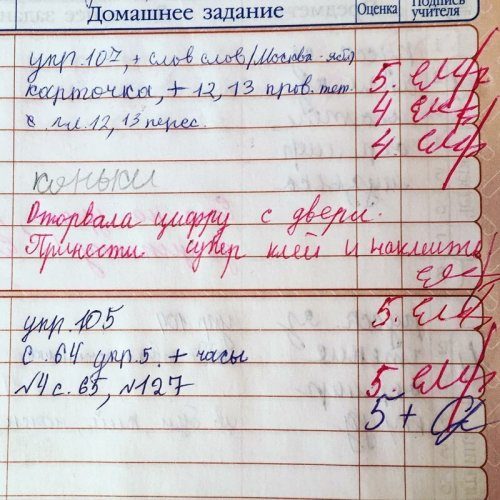 Домашнее задание Оценка Подпись учителя
упр. 107, + слов слов (Москва - яст)
5.
карточка, + 12, 13 пров. тет. 4
с. 12, 13 перес. 4.
коньки
Оторвала цифру с двери.
Принести супер клей и наклеить
упр. 105 5.
с 64 упр. 5. + часы
№4 с. 65, №127 5.
5+